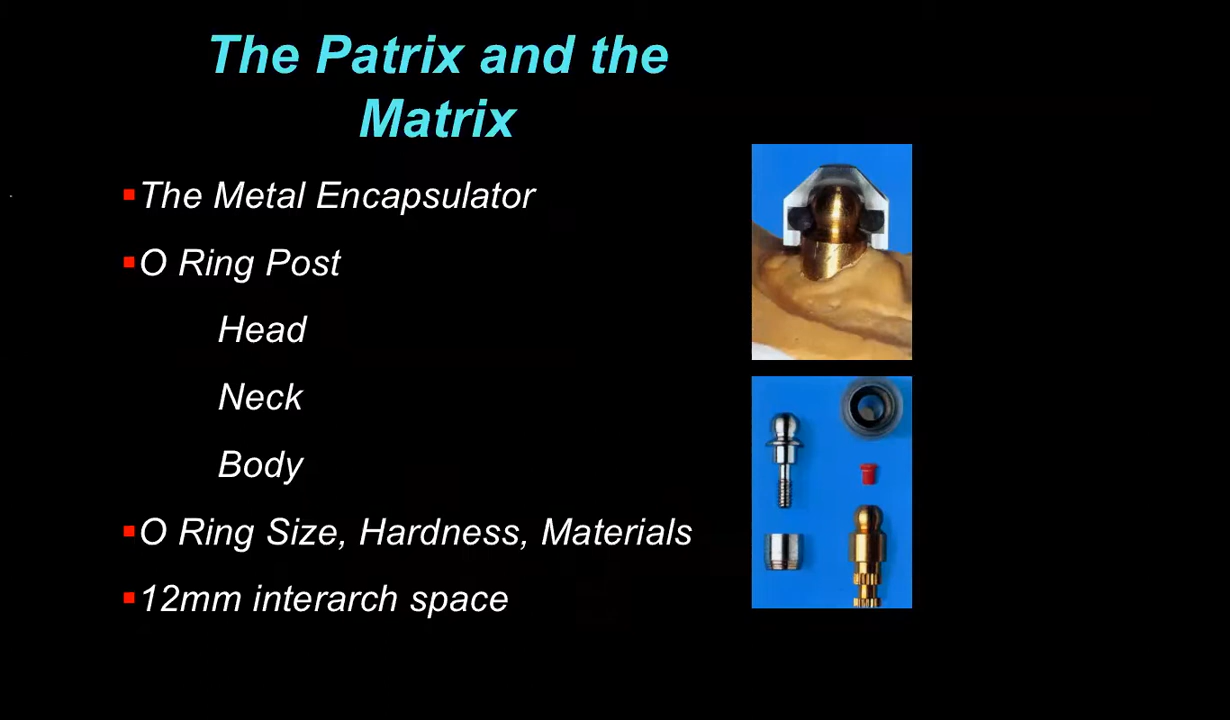 The Patrix and the
Matrix
The Metal Encapsulator
O Ring Post
Head
Neck
Body
O Ring Size, Hardness, Materials
12mm interarch space